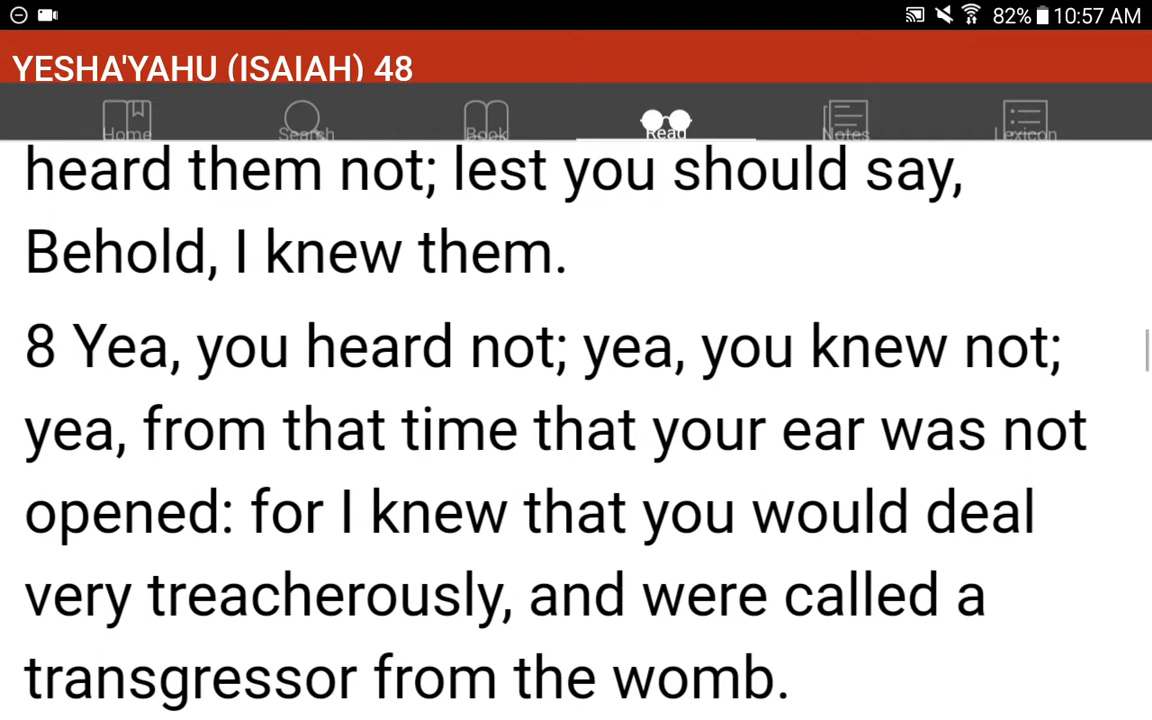 82% 10:57 AM
YESHA'YAHU (ISAIAH) 48
Home Search Book Read Notes Lexicon
heard them not; lest you should say,
Behold, I knew them.
8 Yea, you heard not; yea, you knew not;
yea, from that time that your ear was not
opened: for I knew that you would deal
very treacherously, and were called a
transgressor from the womb.